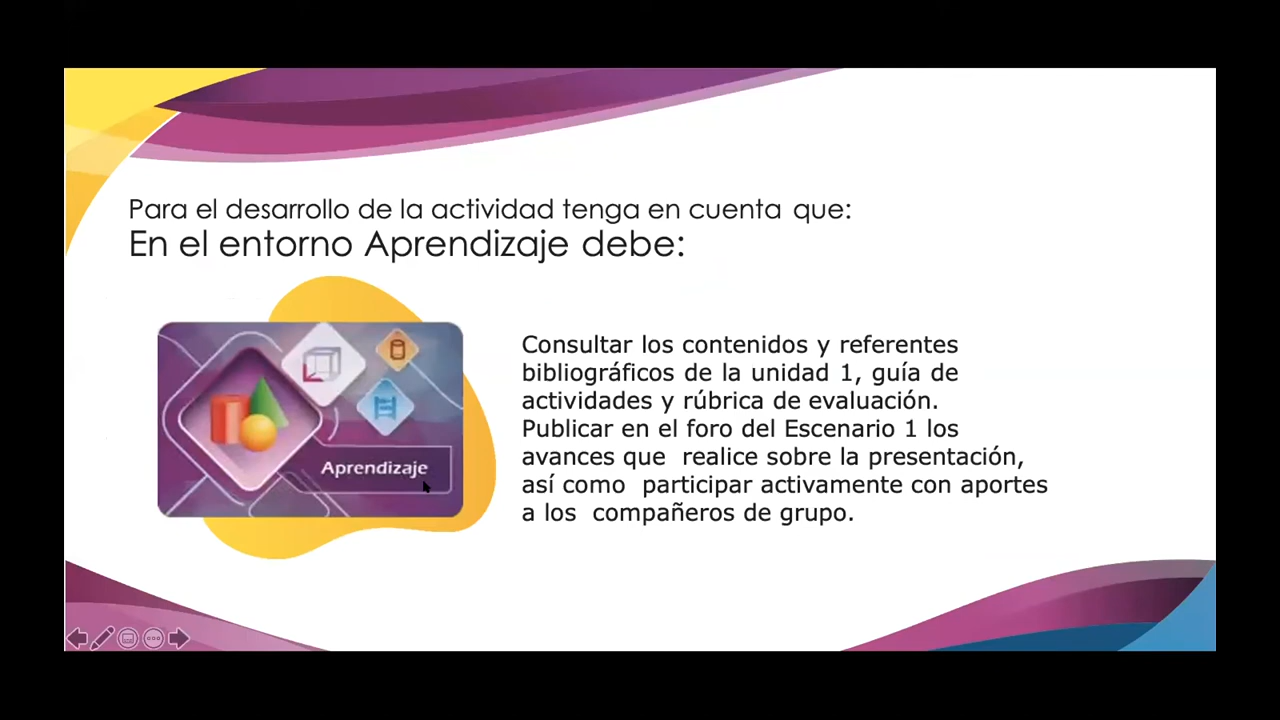 Para el desarrollo de la actividad tenga en cuenta que:
En el entorno Aprendizaje debe:
Aprendizaje
Consultar los contenidos y referentes
bibliográficos de la unidad 1, guía de
actividades y rúbrica de evaluación.
Publicar en el foro del Escenario 1 los
avances que  realice sobre la presentación,
así como  participar activamente con aportes
a los  compañeros de grupo.